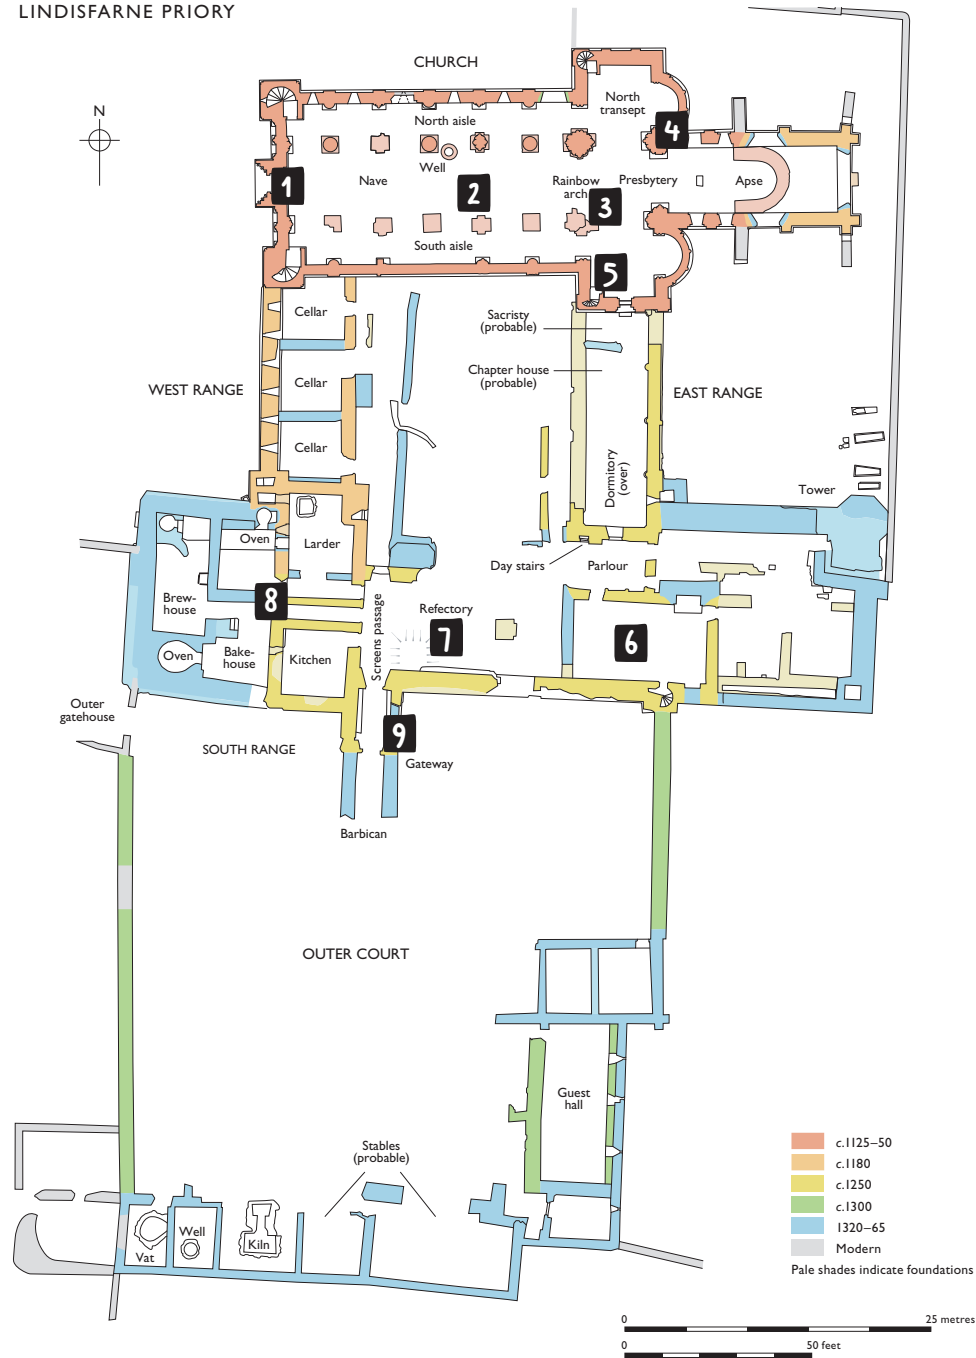 LINDISFARNE PRIORY
CHURCH
N
North
transept
4
North aisle
Well
1
Nave
2
Rainbow
arch
3
Presbytery
Apse
South aisle
5
Cellar
Sacristy
(probable)
Chapter house
(probable)
WEST RANGE
Cellar
EAST RANGE
Cellar
Dormitory
(over)
Tower
Oven
Larder
Day stairs
Parlour
Brew-
house
8
Screens passage
Refectory
7
6
Oven
Bake-
house
Kitchen
Outer
gatehouse
SOUTH RANGE
9
Gateway
Barbican
OUTER COURT
Guest
hall
Stables
(probable)
Vat
Well
Kiln
c.1125–50
c.1180
c.1250
c.1300
1320–65
Modern
Pale shades indicate foundations
0 25 metres
0 50 feet